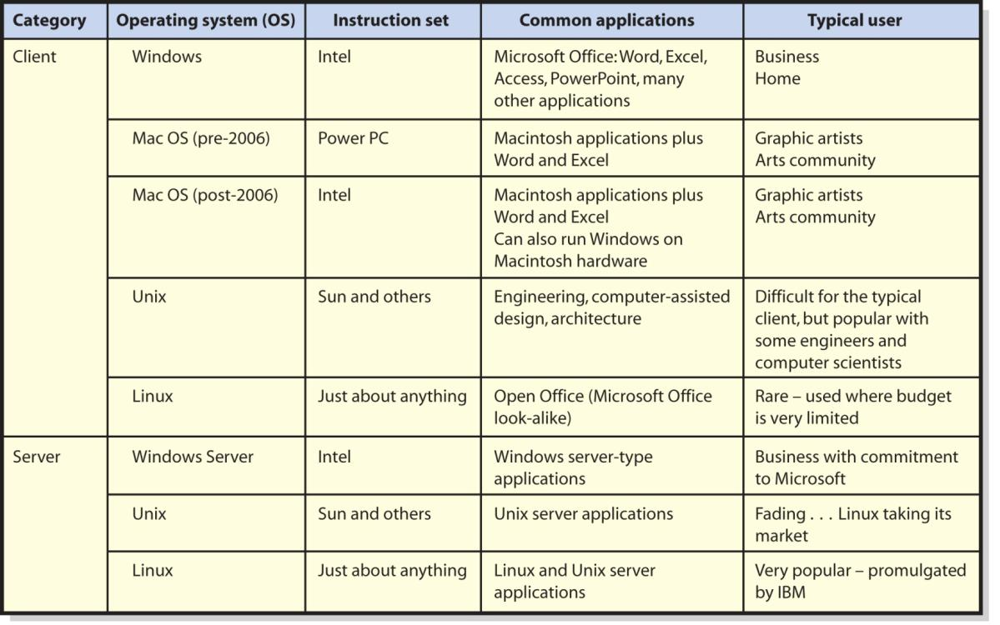 Category Operating system (OS) Instruction set Common applications Typical user
Client Windows Intel Microsoft Office: Word, Excel, Business
Access, PowerPoint, many Home
other applications
Mac OS (pre-2006) Power PC Macintosh applications plus Graphic artists
Word and Excel Arts community
Mac OS (post-2006) Intel Macintosh applications plus Graphic artists
Word and Excel Arts community
Can also run Windows on
Macintosh hardware
Unix Sun and others Engineering, computer-assisted Difficult for the typical
design, architecture client, but popular with
some engineers and
computer scientists
Linux Just about anything Open Office (Microsoft Office Rare – used where budget
look-alike) is very limited
Server Windows Server Intel Windows server-type Business with commitment
applications to Microsoft
Unix Sun and others Unix server applications Fading . . . Linux taking its
market
Linux Just about anything Linux and Unix server Very popular – promulgated
applications by IBM